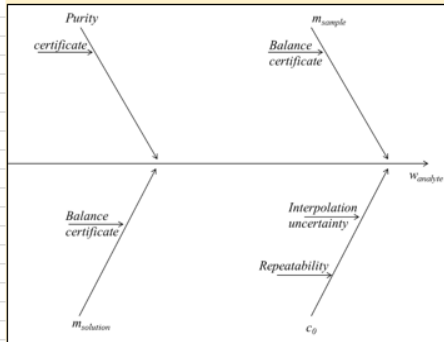 Purity
m_sample
certificate
Balance
certificate
w_analyte
Balance
certificate
Interpolation
uncertainty
Repeatability
m_solution
c_0